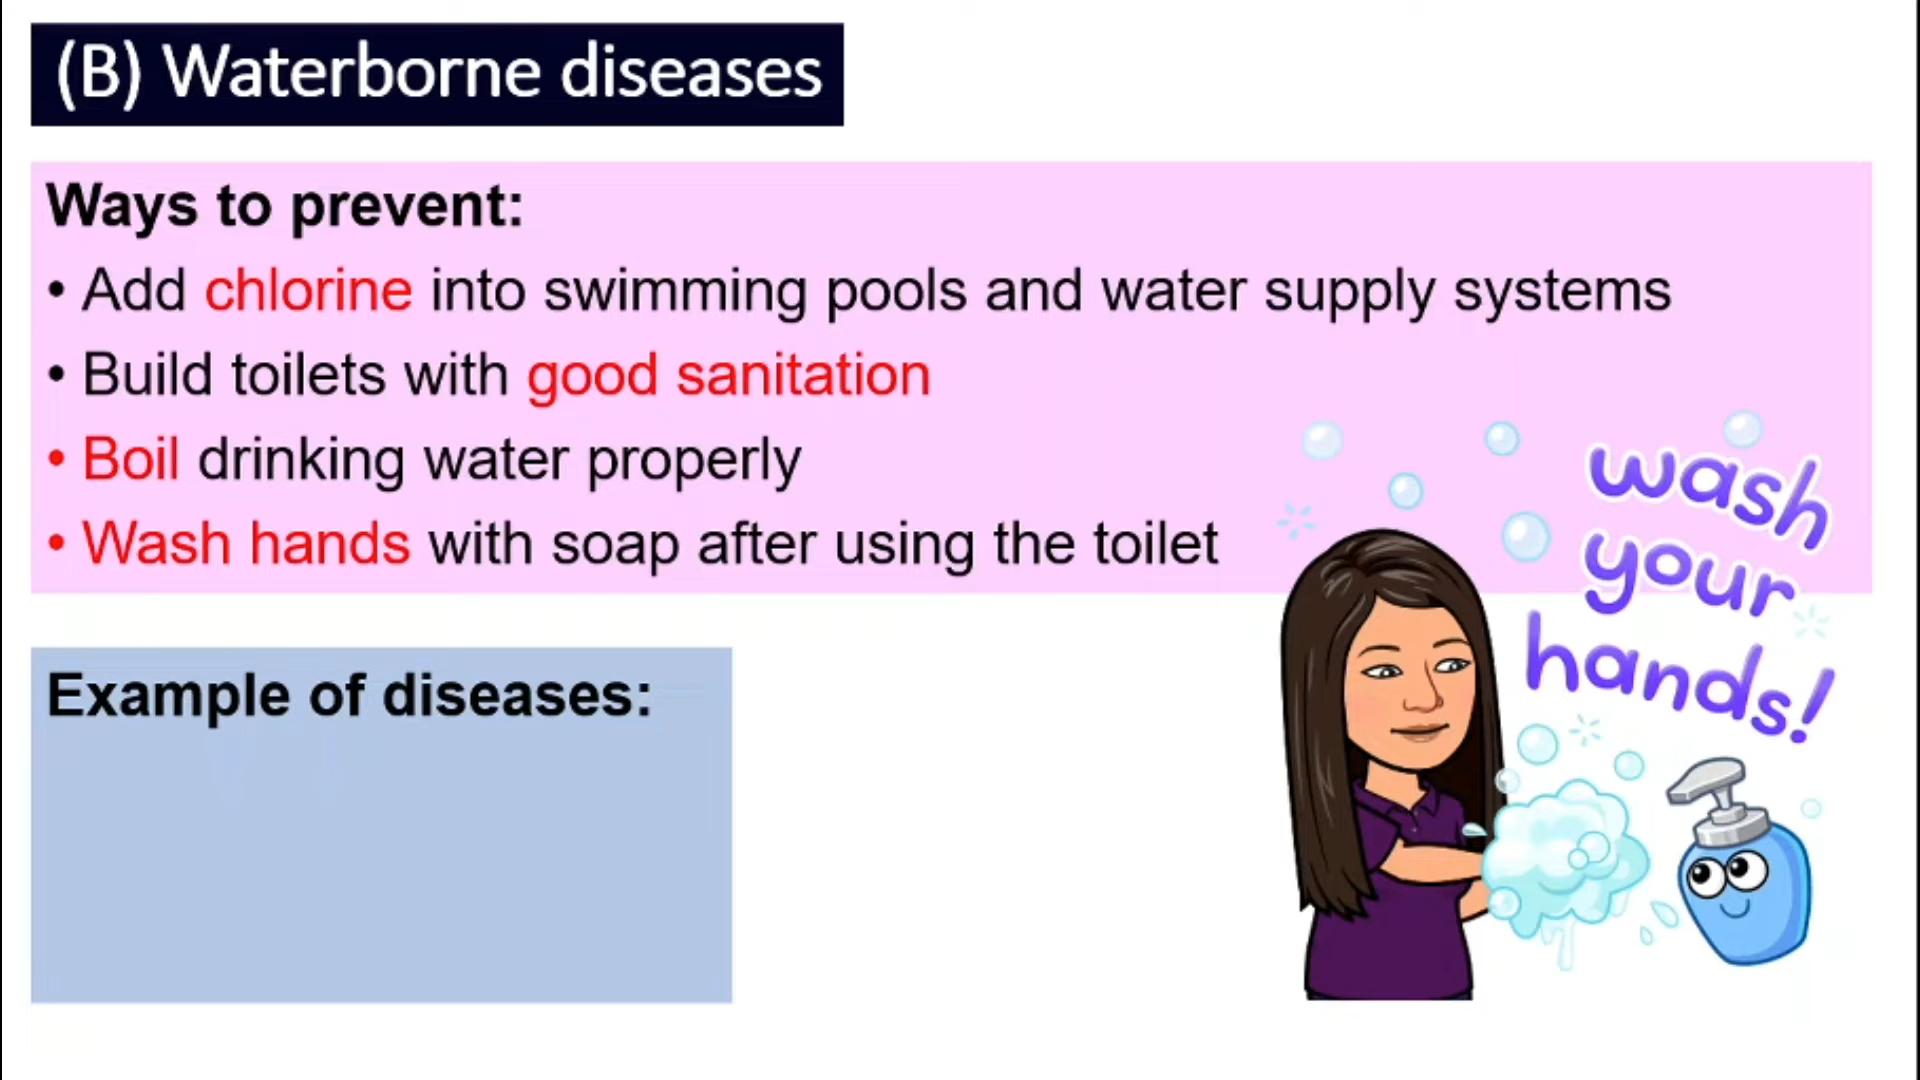 (B) Waterborne diseases
Ways to prevent:
• Add chlorine into swimming pools and water supply systems
• Build toilets with good sanitation
• Boil drinking water properly
• Wash hands with soap after using the toilet
wash
your
hands!
Example of diseases: